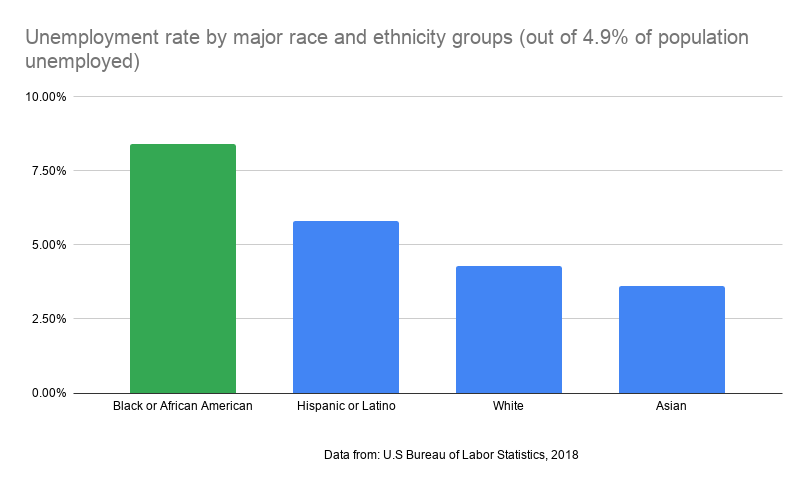 Unemployment rate by major race and ethnicity groups (out of 4.9% of population
unemployed)
10.00%
7.50%
5.00%
2.50%
0.00%
Black or African American
Hispanic or Latino
White
Asian
Data from: U.S Bureau of Labor Statistics, 2018